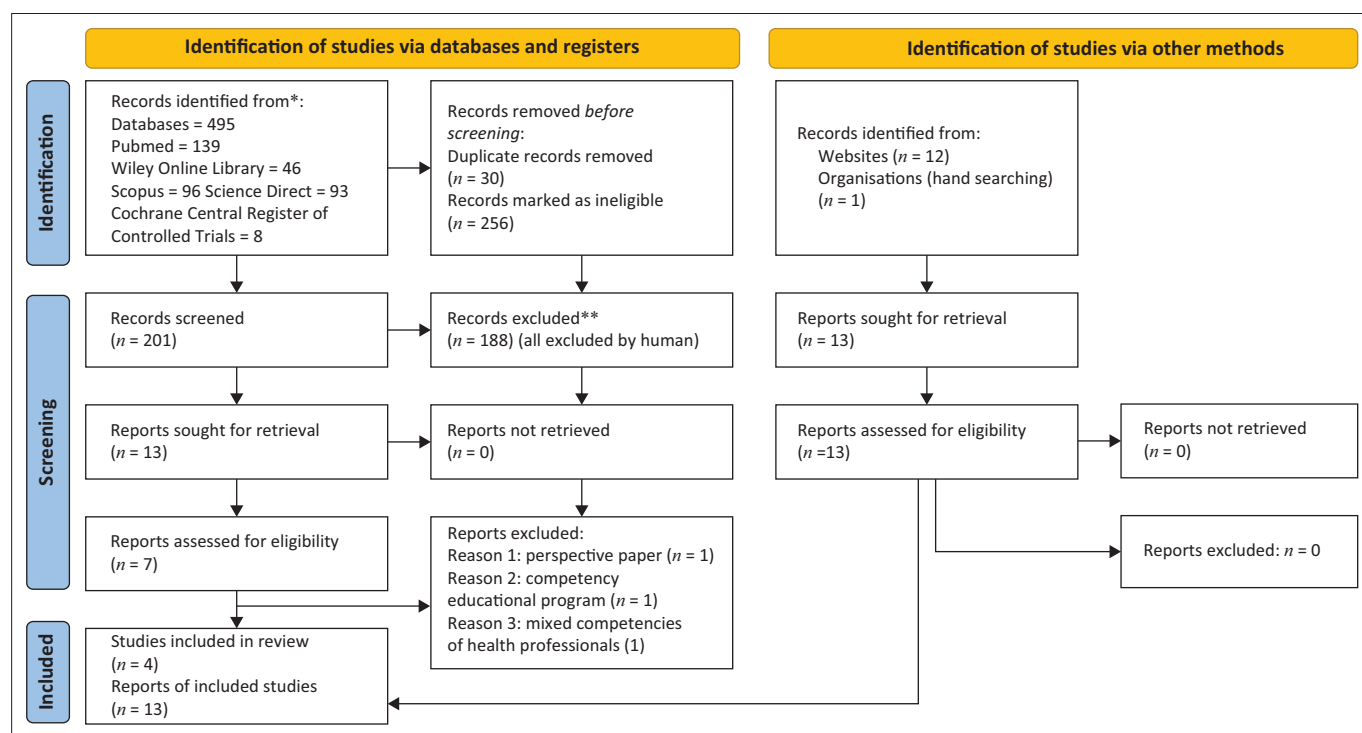 Identification of studies via databases and registers
Identification of studies via other methods
Identification
Records identified from*:
Databases = 495
Pubmed = 139
Wiley Online Library = 46
Scopus = 96 Science Direct = 93
Cochrane Central Register of
Controlled Trials = 8
Records removed before
screening:
Duplicate records removed
(n = 30)
Records marked as ineligible
(n = 256)
Records identified from:
Websites (n = 12)
Organisations (hand searching)
(n = 1)
Screening
Records screened
(n = 201)
Records excluded**
(n = 188) (all excluded by human)
Reports sought for retrieval
(n = 13)
Reports sought for retrieval
(n = 13)
Reports not retrieved
(n = 0)
Reports assessed for eligibility
(n =13)
Reports not retrieved
(n = 0)
Reports assessed for eligibility
(n = 7)
Reports excluded:
Reason 1: perspective paper (n = 1)
Reason 2: competency
educational program (n = 1)
Reason 3: mixed competencies
of health professionals (1)
Reports excluded: n = 0
Included
Studies included in review
(n = 4)
Reports of included studies
(n = 13)